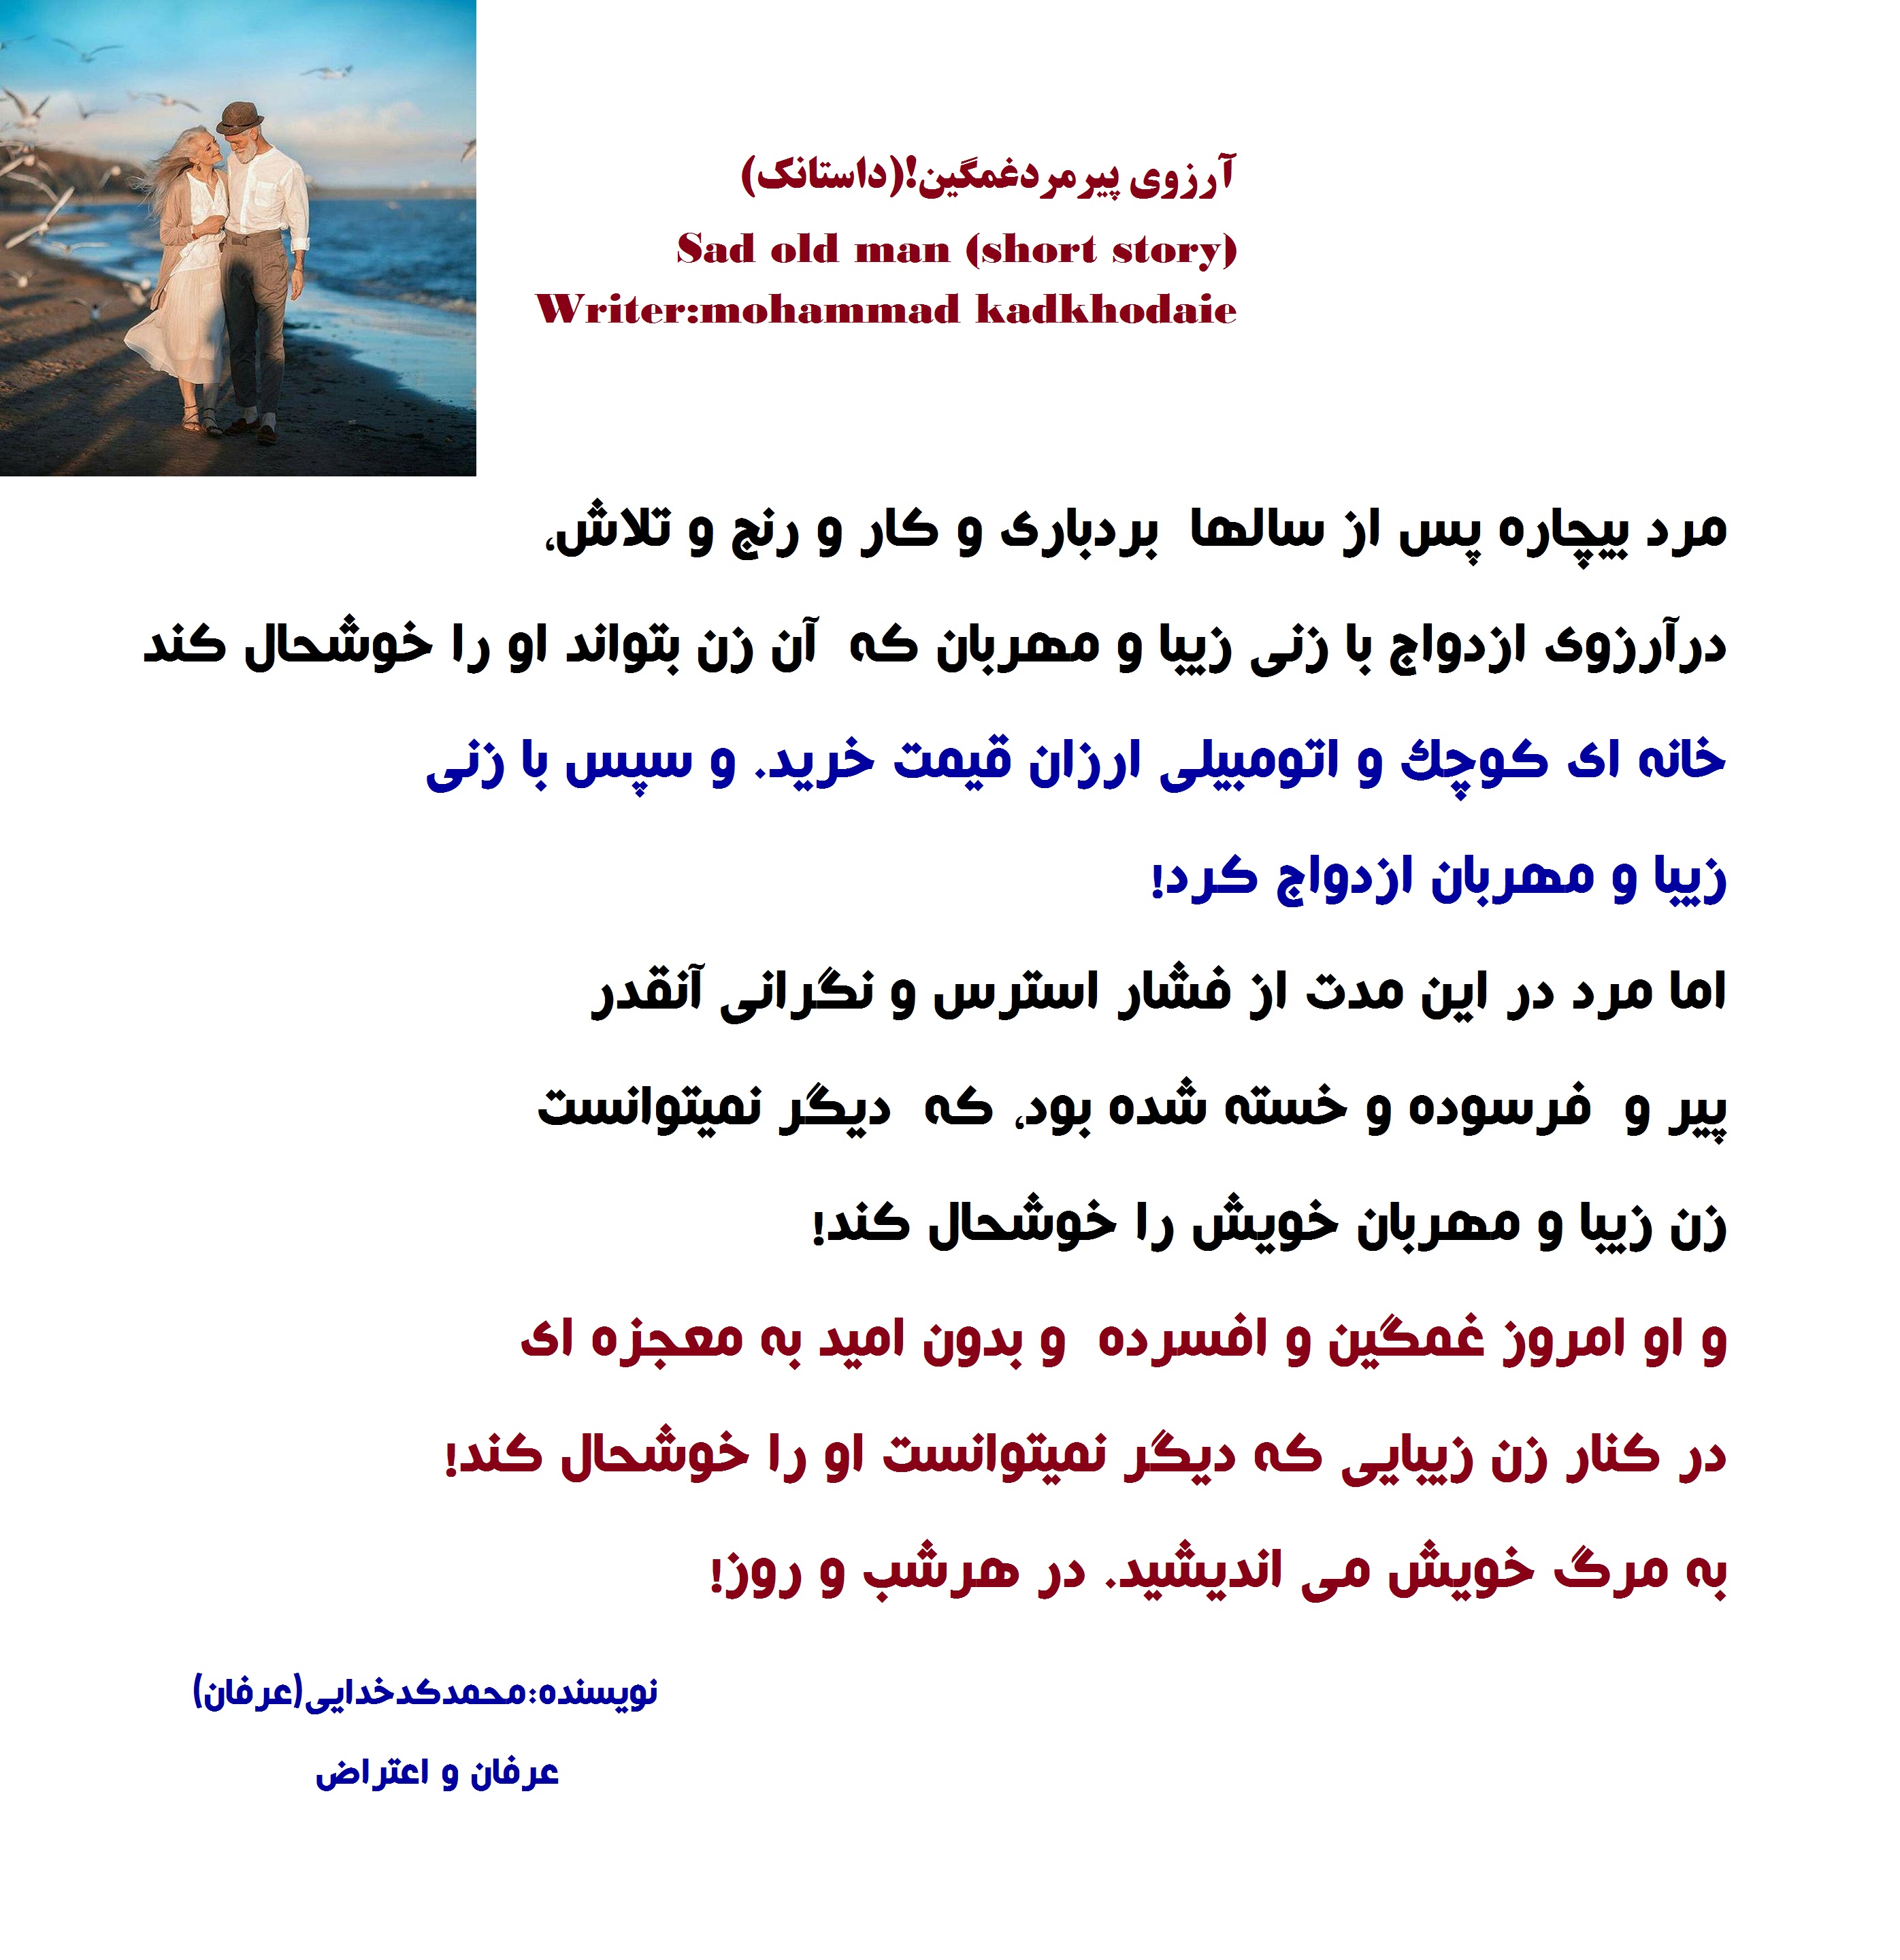 آرزوی پیرمردغمگین!(داستانک)
Sad old man (short story)
Writer:mohammad kadkhodaie
مرد بیچاره پس از سالها بردباری و کار و رنج و تلاش،
درآرزوی ازدواج با زنی زیبا و مهربان که آن زن بتواند او را خوشحال کند
خانه ای کوچك و اتومبیلی ارزان قیمت خرید. و سپس با زنی
زیبا و مهربان ازدواج کرد!
اما مرد در این مدت از فشار استرس و نگرانی آنقدر
پیر و فرسوده و خسته شده بود، که دیگر نمیتوانست
زن زیبا و مهربان خویش را خوشحال کند!
و او امروز غمگین و افسرده و بدون امید به معجزه ای
در کنار زن زیبایی که دیگر نمیتوانست او را خوشحال کند!
به مرگ خویش می اندیشید. در هرشب و روز!
نویسنده:محمدکدخدایی(عرفان)
عرفان و اعتراض